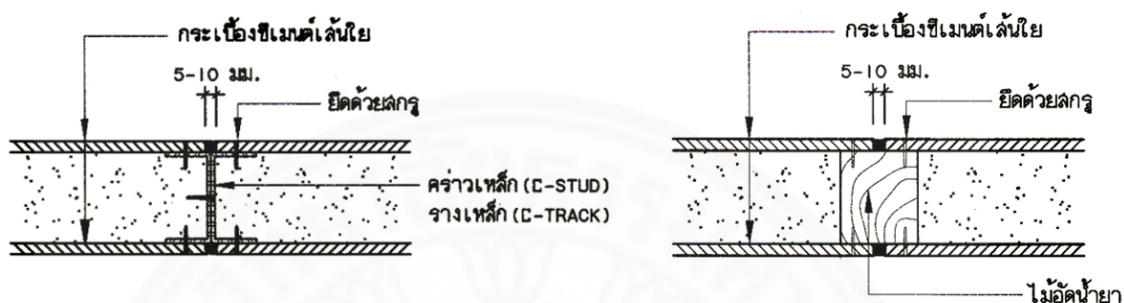 กระเบื้องซีเมนต์เส้นใย
5-10 มม.
ยึดด้วยสกรู
คร่าวเหล็ก (C-STUD)
รางเหล็ก (C-TRACK)
กระเบื้องซีเมนต์เส้นใย
5-10 มม.
ยึดด้วยสกรู
ไม้อัดน้ำยา